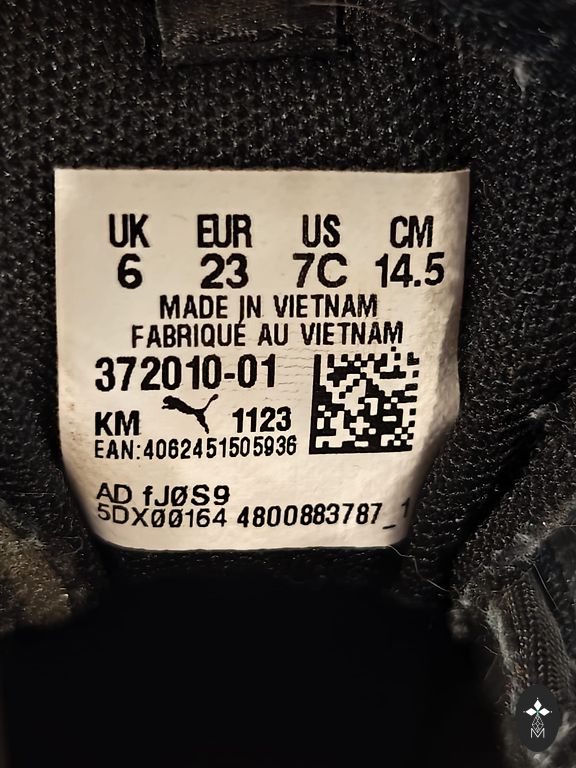 UK EUR US CM
6 23 7C 14.5
MADE IN VIETNAM
FABRIQUÉ AU VIETNAM
372010-01
KM 1123
EAN:4062451505936
AD fJØS9
5DXØØ164 4800883787_1
M